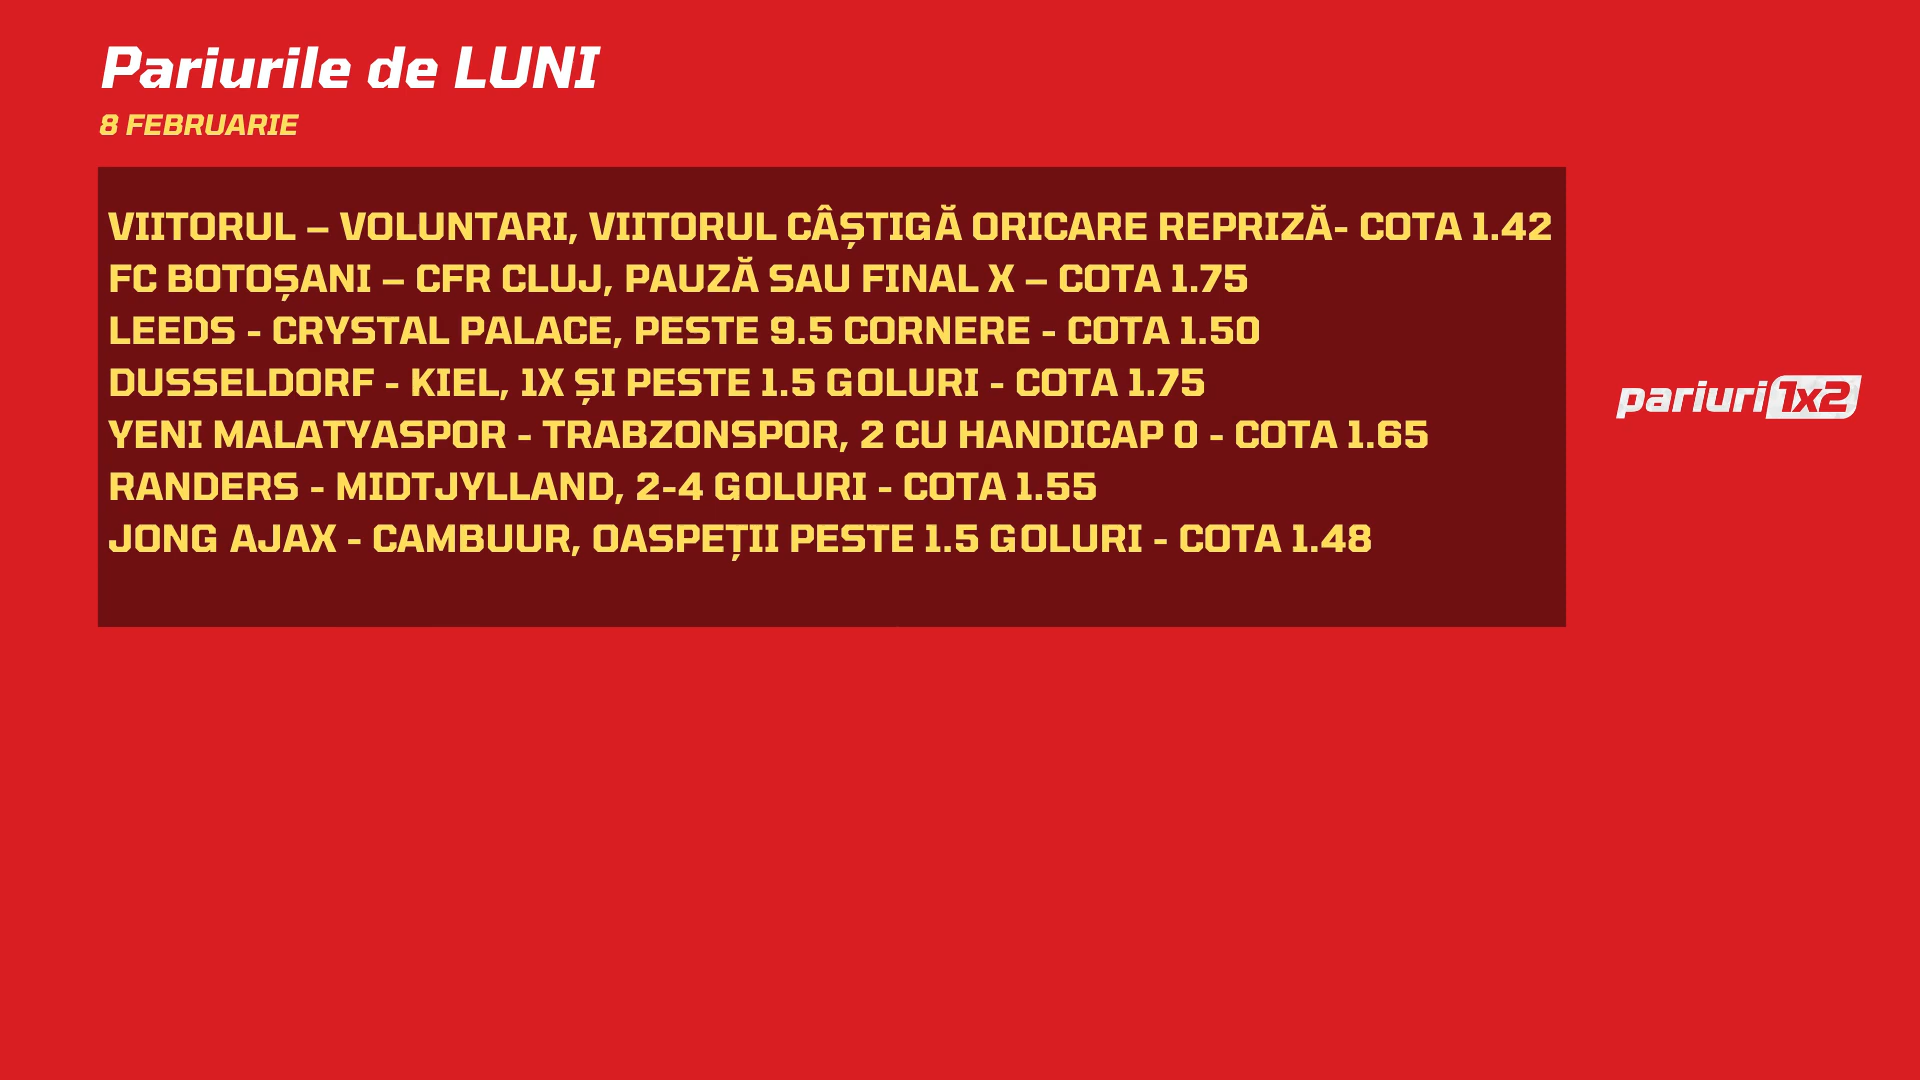 Pariurile de LUNI
8 FEBRUARIE
VIITORUL – VOLUNTARI, VIITORUL CÂȘTIGĂ ORICARE REPRIZĂ- COTA 1.42
FC BOTOȘANI – CFR CLUJ, PAUZĂ SAU FINAL X – COTA 1.75
LEEDS - CRYSTAL PALACE, PESTE 9.5 CORNERE - COTA 1.50
DUSSELDORF - KIEL, 1X ȘI PESTE 1.5 GOLURI - COTA 1.75
YENI MALATYASPOR - TRABZONSPOR, 2 CU HANDICAP 0 - COTA 1.65
RANDERS - MIDTJYLLAND, 2-4 GOLURI - COTA 1.55
JONG AJAX - CAMBUUR, OASPEȚII PESTE 1.5 GOLURI - COTA 1.48
pariuri1x2